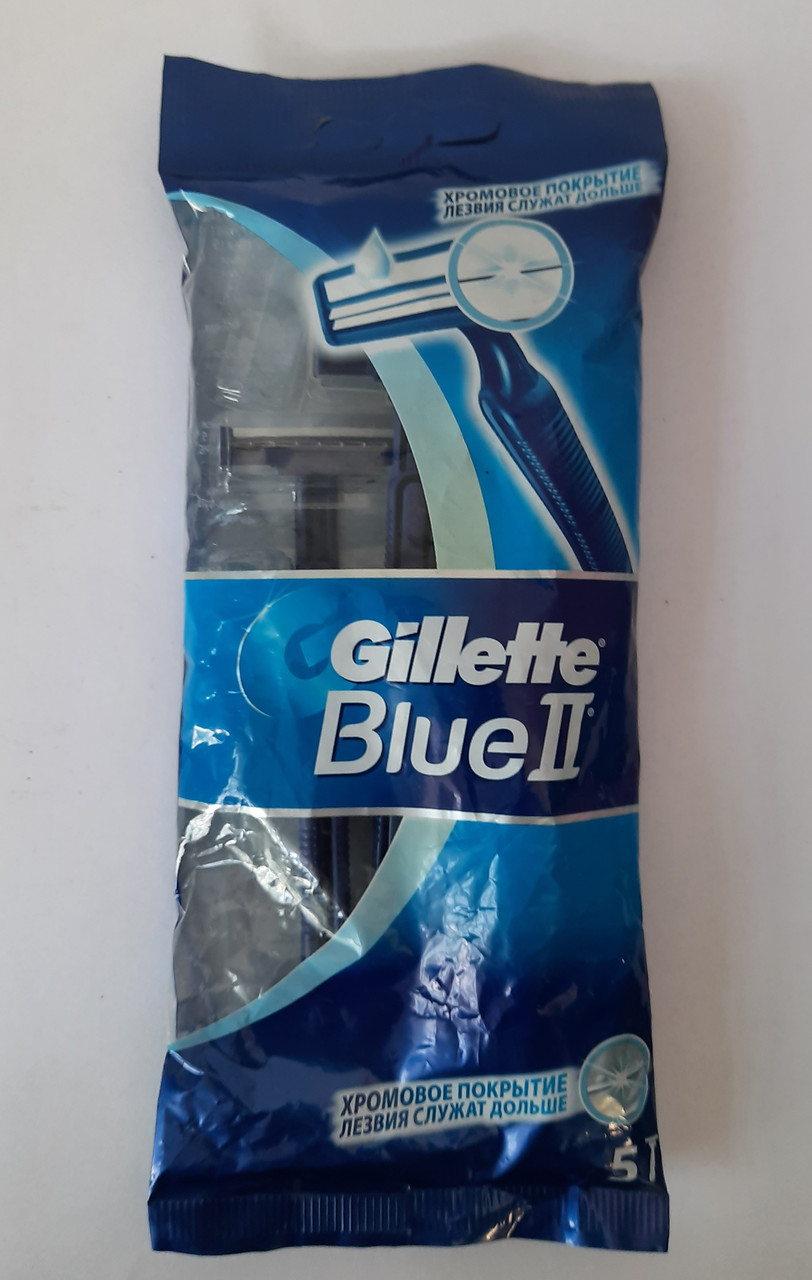 ХРОМОВОЕ ПОКРЫТИЕ
ЛЕЗВИЯ СЛУЖАТ ДОЛЬШЕ
Gillette®
Blue II®
ХРОМОВОЕ ПОКРЫТИЕ
ЛЕЗВИЯ СЛУЖАТ ДОЛЬШЕ
5